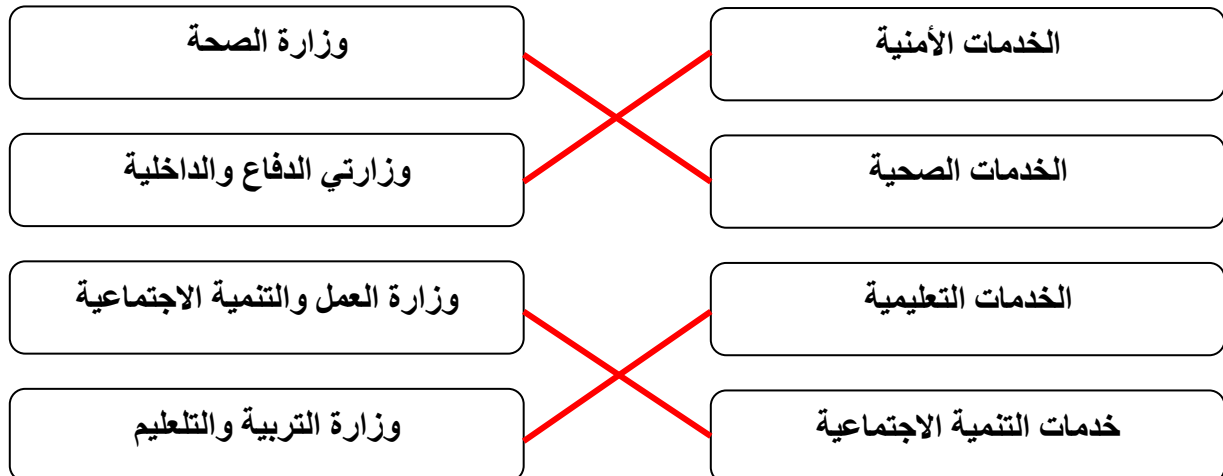 الخدمات الأمنية
وزارة الصحة
الخدمات الصحية
وزارتي الدفاع والداخلية
الخدمات التعليمية
وزارة العمل والتنمية الاجتماعية
خدمات التنمية الاجتماعية
وزارة التربية والتلعليم